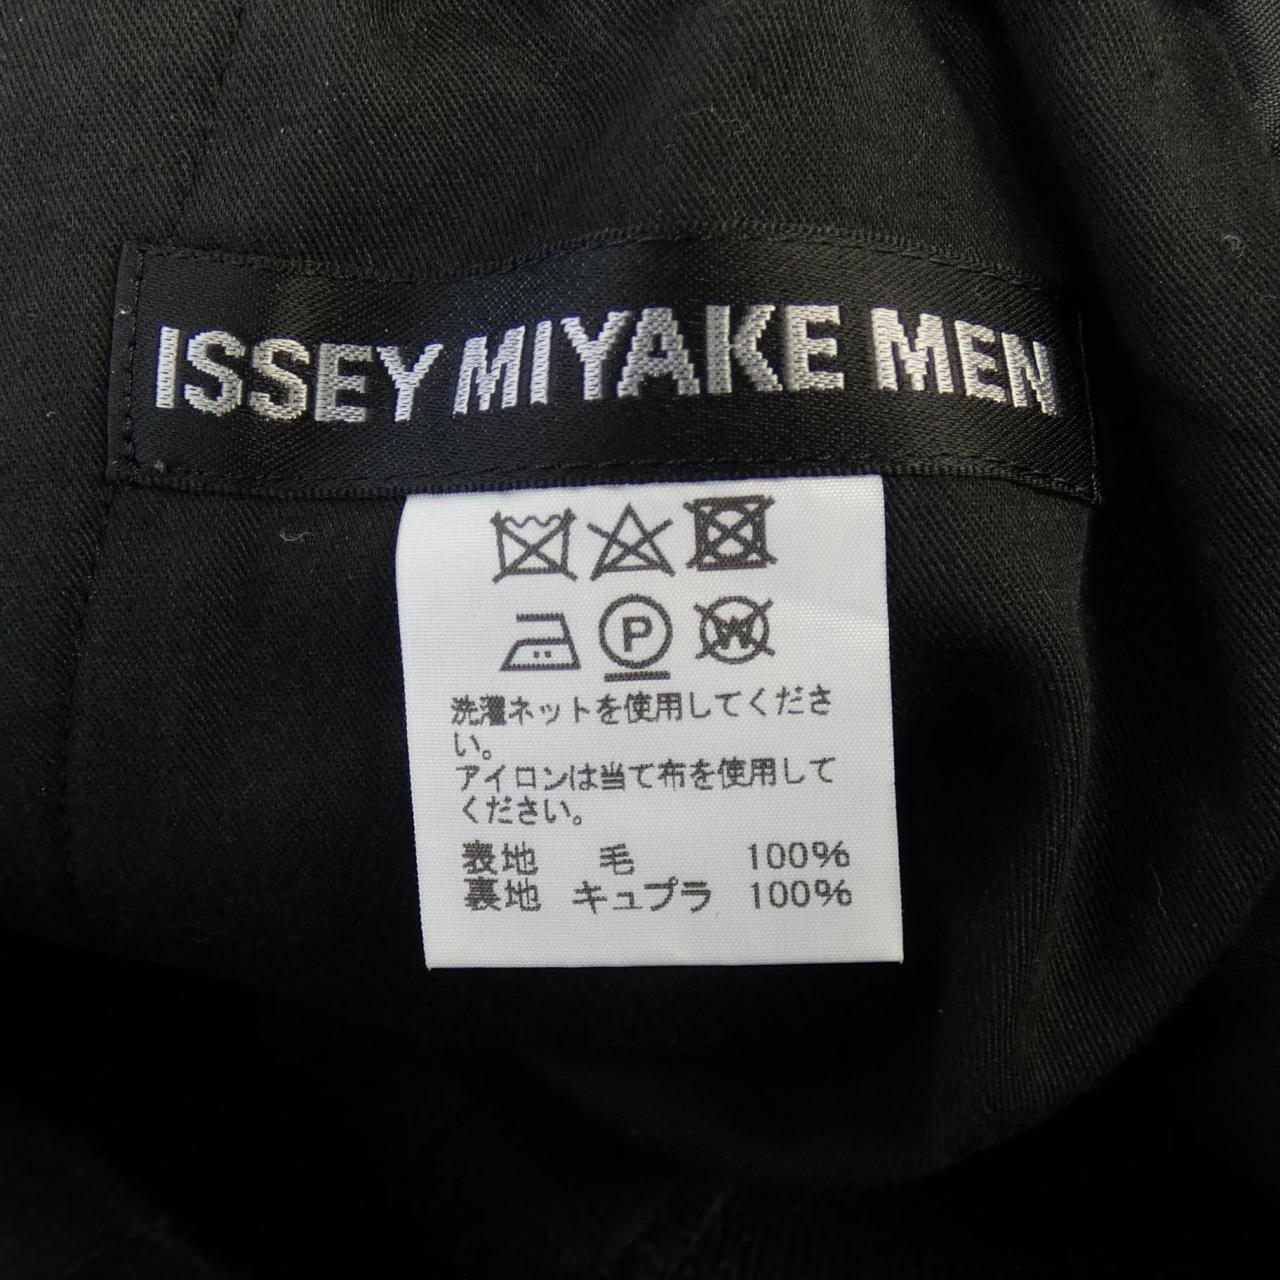 ISSEY MIYAKE MEN
P W
洗濯ネットを使用してくださ
い。
アイロンは当て布を使用して
ください。
表地 毛 100%
裏地 キュプラ 100%